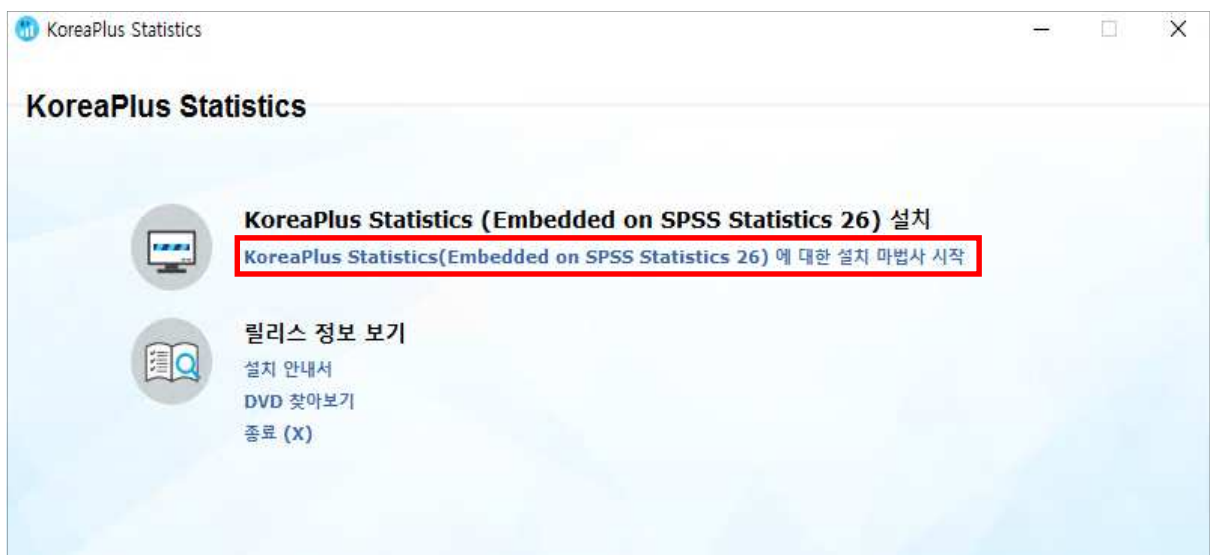 KoreaPlus Statistics
KoreaPlus Statistics
KoreaPlus Statistics (Embedded on SPSS Statistics 26) 설치
KoreaPlus Statistics(Embedded on SPSS Statistics 26) 에 대한 설치 마법사 시작
릴리스 정보 보기
설치 안내서
DVD 찾아보기
종료 (X)